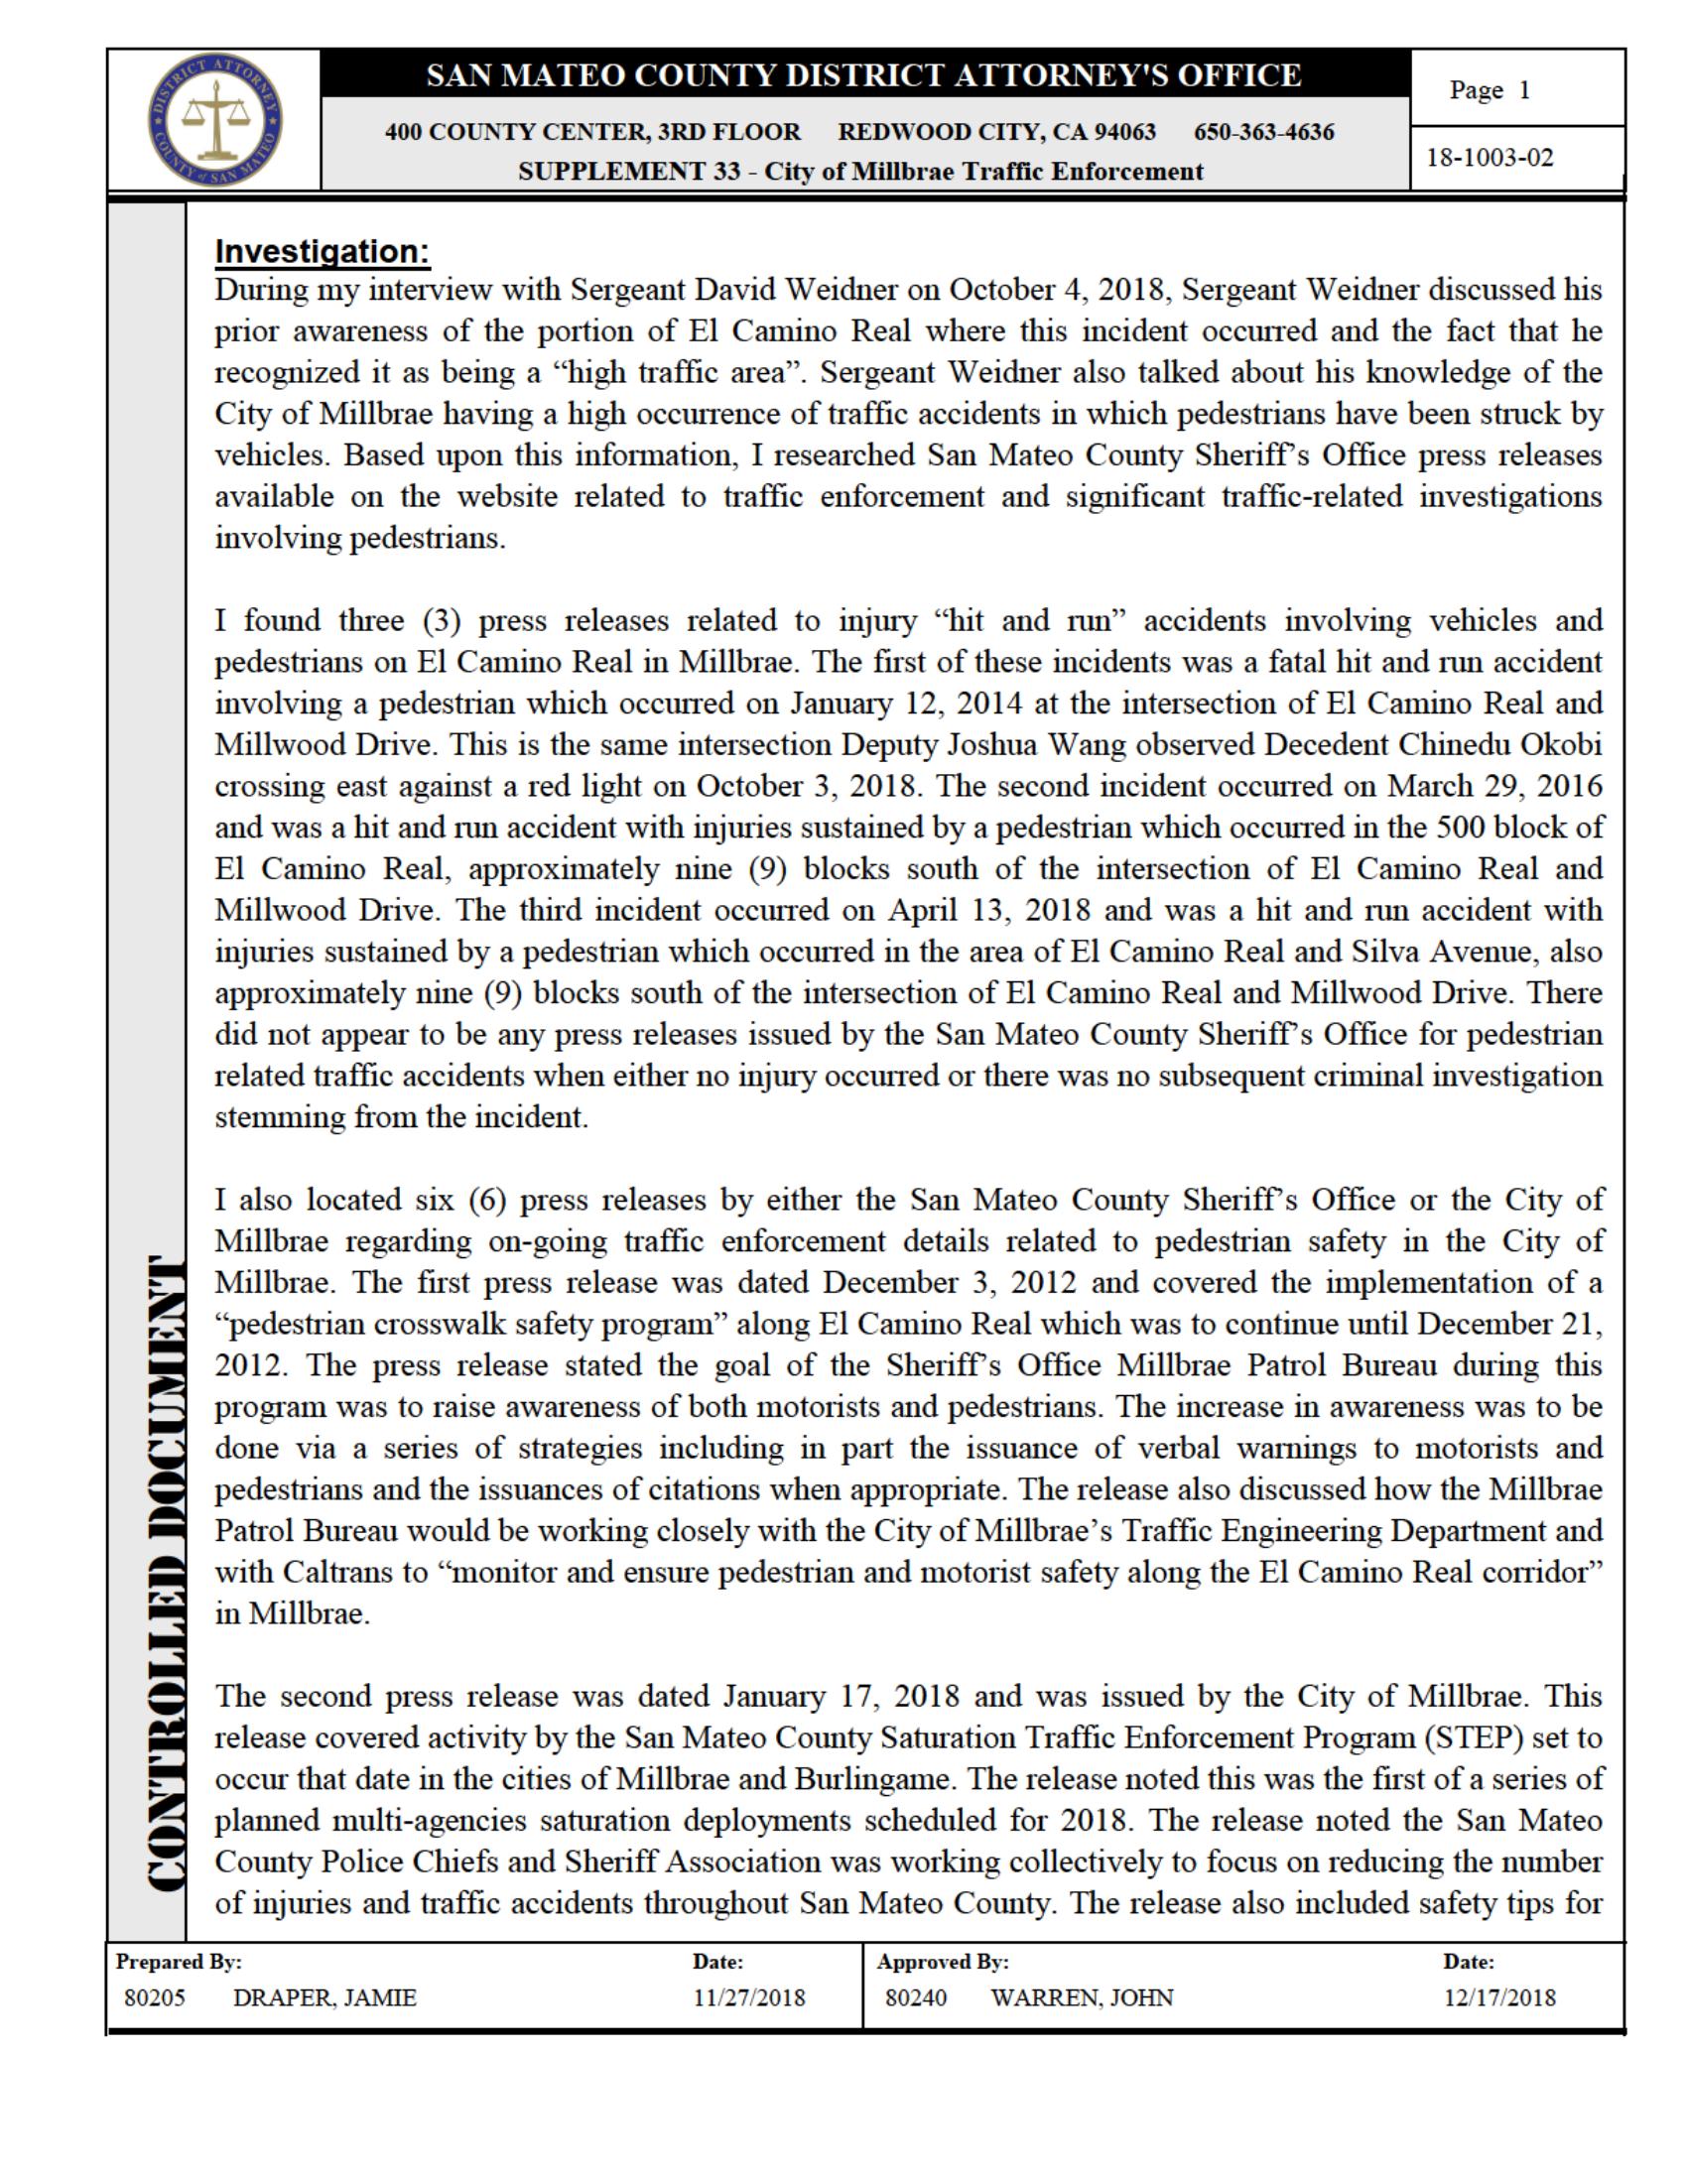 DISTRICT ATTORNEY
COUNTY of SAN MATEO
SAN MATEO COUNTY DISTRICT ATTORNEY'S OFFICE
400 COUNTY CENTER, 3RD FLOOR REDWOOD CITY, CA 94063 650-363-4636
SUPPLEMENT 33 - City of Millbrae Traffic Enforcement
Page 1
18-1003-02
Investigation:
During my interview with Sergeant David Weidner on October 4, 2018, Sergeant Weidner discussed his
prior awareness of the portion of El Camino Real where this incident occurred and the fact that he
recognized it as being a “high traffic area”. Sergeant Weidner also talked about his knowledge of the
City of Millbrae having a high occurrence of traffic accidents in which pedestrians have been struck by
vehicles. Based upon this information, I researched San Mateo County Sheriff’s Office press releases
available on the website related to traffic enforcement and significant traffic-related investigations
involving pedestrians.
I found three (3) press releases related to injury “hit and run” accidents involving vehicles and
pedestrians on El Camino Real in Millbrae. The first of these incidents was a fatal hit and run accident
involving a pedestrian which occurred on January 12, 2014 at the intersection of El Camino Real and
Millwood Drive. This is the same intersection Deputy Joshua Wang observed Decedent Chinedu Okobi
crossing east against a red light on October 3, 2018. The second incident occurred on March 29, 2016
and was a hit and run accident with injuries sustained by a pedestrian which occurred in the 500 block of
El Camino Real, approximately nine (9) blocks south of the intersection of El Camino Real and
Millwood Drive. The third incident occurred on April 13, 2018 and was a hit and run accident with
injuries sustained by a pedestrian which occurred in the area of El Camino Real and Silva Avenue, also
approximately nine (9) blocks south of the intersection of El Camino Real and Millwood Drive. There
did not appear to be any press releases issued by the San Mateo County Sheriff’s Office for pedestrian
related traffic accidents when either no injury occurred or there was no subsequent criminal investigation
stemming from the incident.
I also located six (6) press releases by either the San Mateo County Sheriff’s Office or the City of
Millbrae regarding on-going traffic enforcement details related to pedestrian safety in the City of
Millbrae. The first press release was dated December 3, 2012 and covered the implementation of a
“pedestrian crosswalk safety program” along El Camino Real which was to continue until December 21,
2012. The press release stated the goal of the Sheriff’s Office Millbrae Patrol Bureau during this
program was to raise awareness of both motorists and pedestrians. The increase in awareness was to be
done via a series of strategies including in part the issuance of verbal warnings to motorists and
pedestrians and the issuances of citations when appropriate. The release also discussed how the Millbrae
Patrol Bureau would be working closely with the City of Millbrae’s Traffic Engineering Department and
with Caltrans to “monitor and ensure pedestrian and motorist safety along the El Camino Real corridor”
in Millbrae.
The second press release was dated January 17, 2018 and was issued by the City of Millbrae. This
release covered activity by the San Mateo County Saturation Traffic Enforcement Program (STEP) set to
occur that date in the cities of Millbrae and Burlingame. The release noted this was the first of a series of
planned multi-agencies saturation deployments scheduled for 2018. The release noted the San Mateo
County Police Chiefs and Sheriff Association was working collectively to focus on reducing the number
of injuries and traffic accidents throughout San Mateo County. The release also included safety tips for
CONTROLLED DOCUMENT
Prepared By: Date: Approved By: Date:
80205 DRAPER, JAMIE 11/27/2018 80240 WARREN, JOHN 12/17/2018